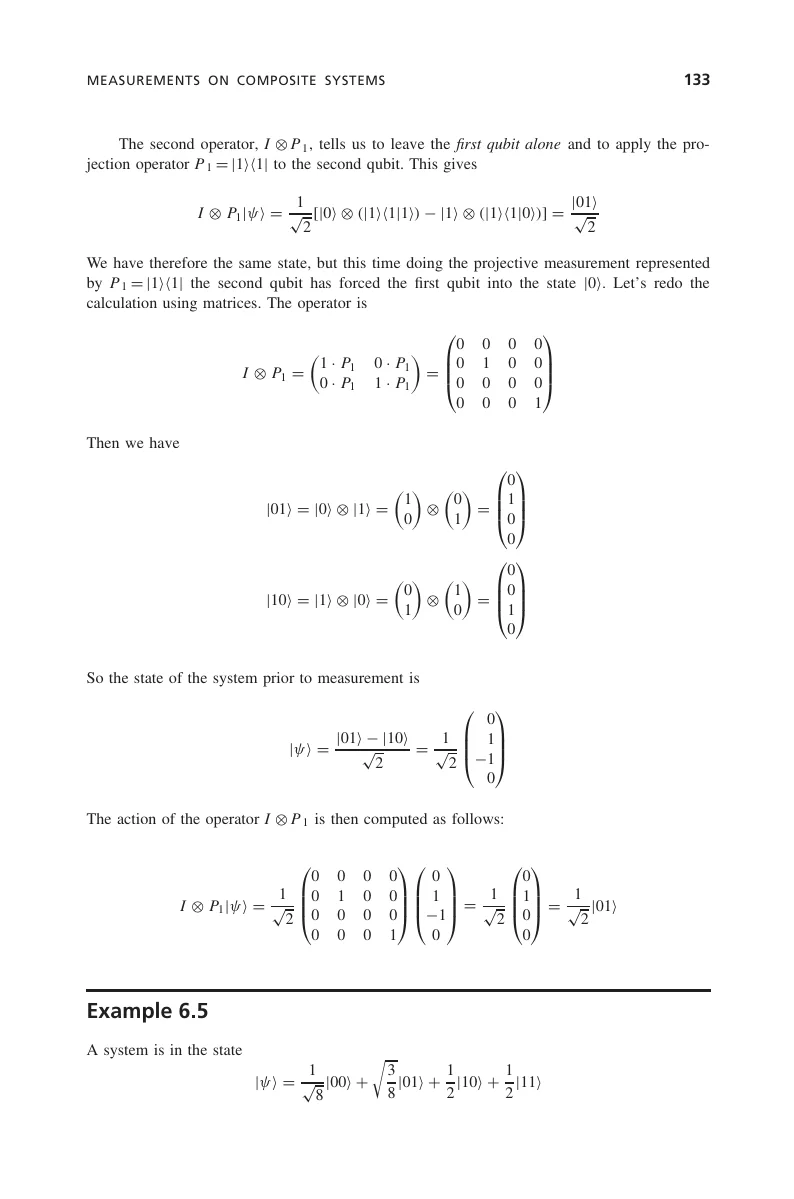 MEASUREMENTS ON COMPOSITE SYSTEMS 133
The second operator, I ⊗ P₁, tells us to leave the first qubit alone and to apply the pro-
jection operator P₁ = |1⟩⟨1| to the second qubit. This gives
I ⊗ P₁|ψ⟩ = 1/√2 [|0⟩ ⊗ (|1⟩⟨1|1⟩) − |1⟩ ⊗ (|1⟩⟨1|0⟩)] = |01⟩/√2
We have therefore the same state, but this time doing the projective measurement represented
by P₁ = |1⟩⟨1| the second qubit has forced the first qubit into the state |0⟩. Let’s redo the
calculation using matrices. The operator is
I ⊗ P₁ = (1 · P₁ 0 · P₁; 0 · P₁ 1 · P₁) = (0 0 0 0; 0 1 0 0; 0 0 0 0; 0 0 0 1)
Then we have
|01⟩ = |0⟩ ⊗ |1⟩ = (1; 0) ⊗ (0; 1) = (0; 1; 0; 0)
|10⟩ = |1⟩ ⊗ |0⟩ = (0; 1) ⊗ (1; 0) = (0; 0; 1; 0)
So the state of the system prior to measurement is
|ψ⟩ = (|01⟩ − |10⟩)/√2 = 1/√2 (0; 1; −1; 0)
The action of the operator I ⊗ P₁ is then computed as follows:
I ⊗ P₁|ψ⟩ = 1/√2 (0 0 0 0; 0 1 0 0; 0 0 0 0; 0 0 0 1) (0; 1; −1; 0) = 1/√2 (0; 1; 0; 0) = 1/√2 |01⟩
Example 6.5
A system is in the state
|ψ⟩ = 1/√8 |00⟩ + √(3/8) |01⟩ + 1/2 |10⟩ + 1/2 |11⟩